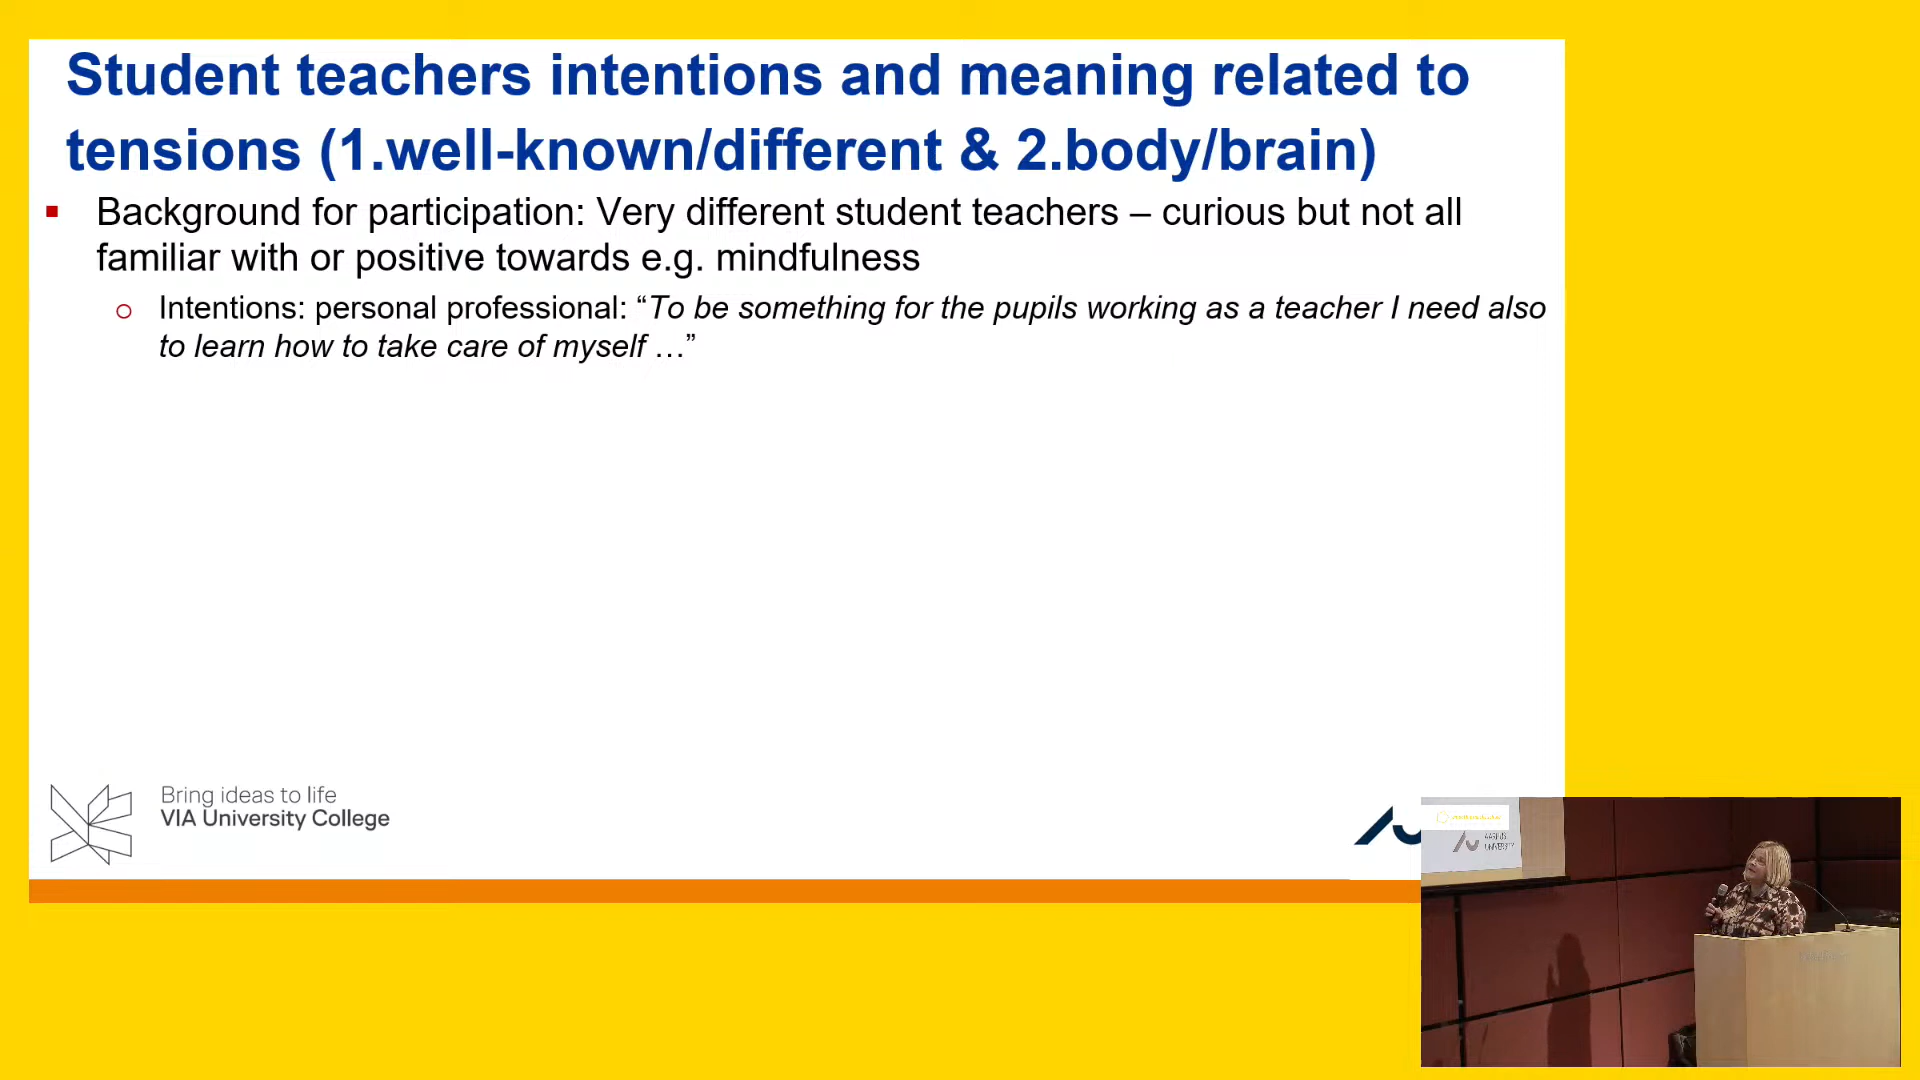 Student teachers intentions and meaning related to
tensions (1.well-known/different & 2.body/brain)
▪ Background for participation: Very different student teachers – curious but not all
familiar with or positive towards e.g. mindfulness
o Intentions: personal professional: “To be something for the pupils working as a teacher I need also
to learn how to take care of myself …”
Bring ideas to life
VIA University College
AARHUS
UNIVERSITY